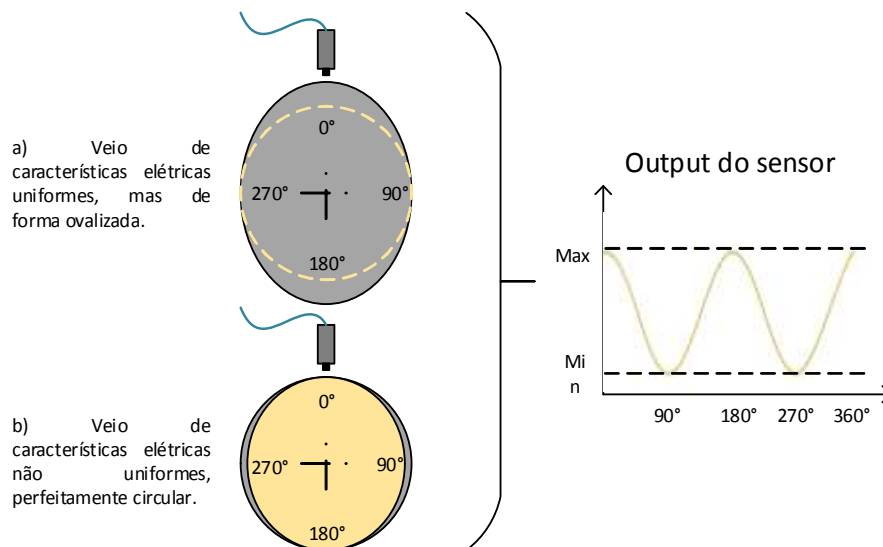 a) Veio de
características elétricas
uniformes, mas de
forma ovalizada.
0°
270°
90°
180°
b) Veio de
características elétricas
não uniformes,
perfeitamente circular.
0°
270°
90°
180°
Output do sensor
Max
Mi
n
90° 180° 270° 360°